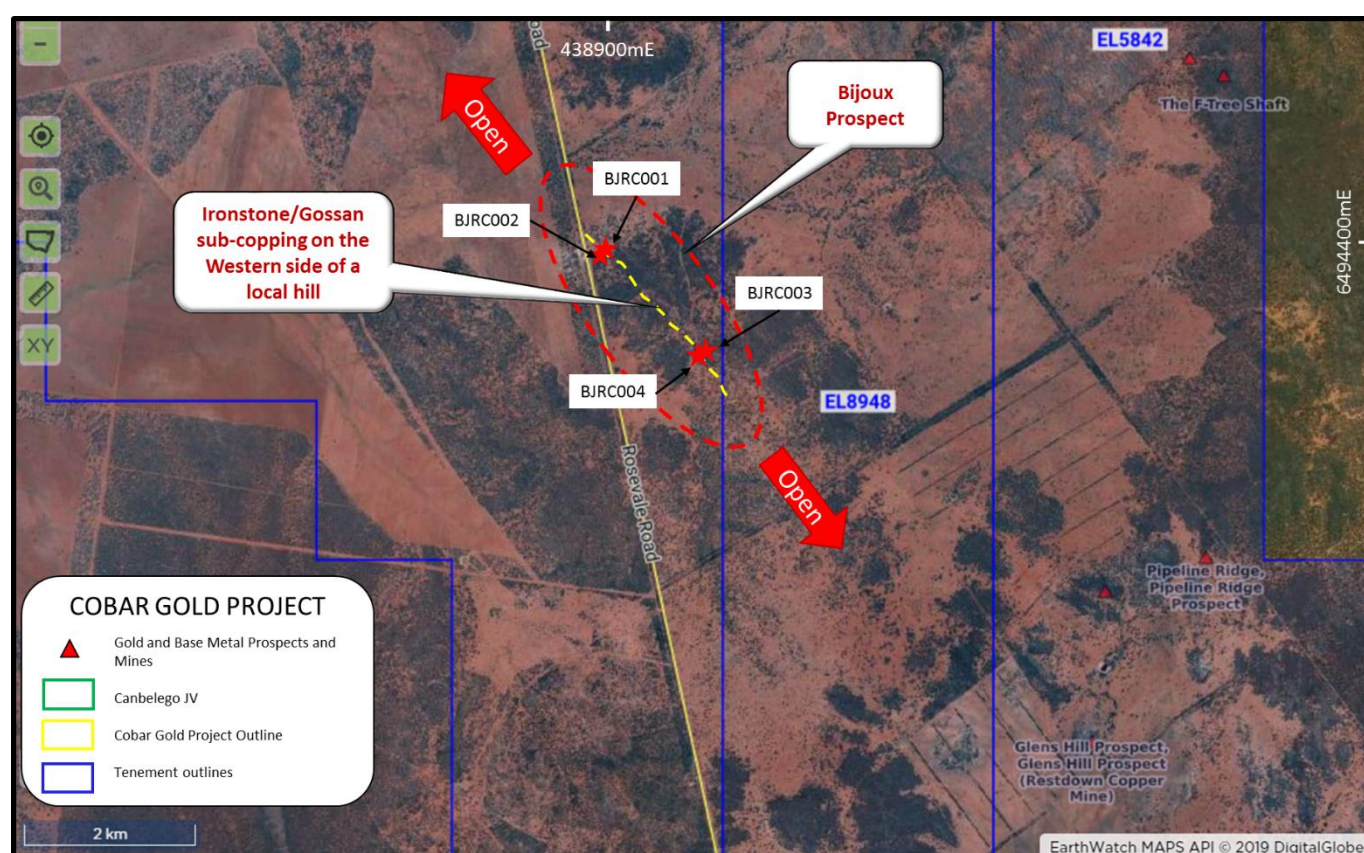 438900mE
EL5842
The F-Tree Shaft
Bijoux
Prospect
Open
BJRC001
BJRC002
Ironstone/Gossan
sub-copping on the
Western side of a
local hill
6494400mE
BJRC003
BJRC004
EL8948
XY
Open
Rosevale Road
Pipeline Ridge,
Pipeline Ridge
Prospect
Glens Hill Prospect,
Glens Hill Prospect
(Restdown Copper
Mine)
COBAR GOLD PROJECT
Gold and Base Metal Prospects and
Mines
Canbelego JV
Cobar Gold Project Outline
Tenement outlines
2 km
EarthWatch MAPS API © 2019 DigitalGlobe